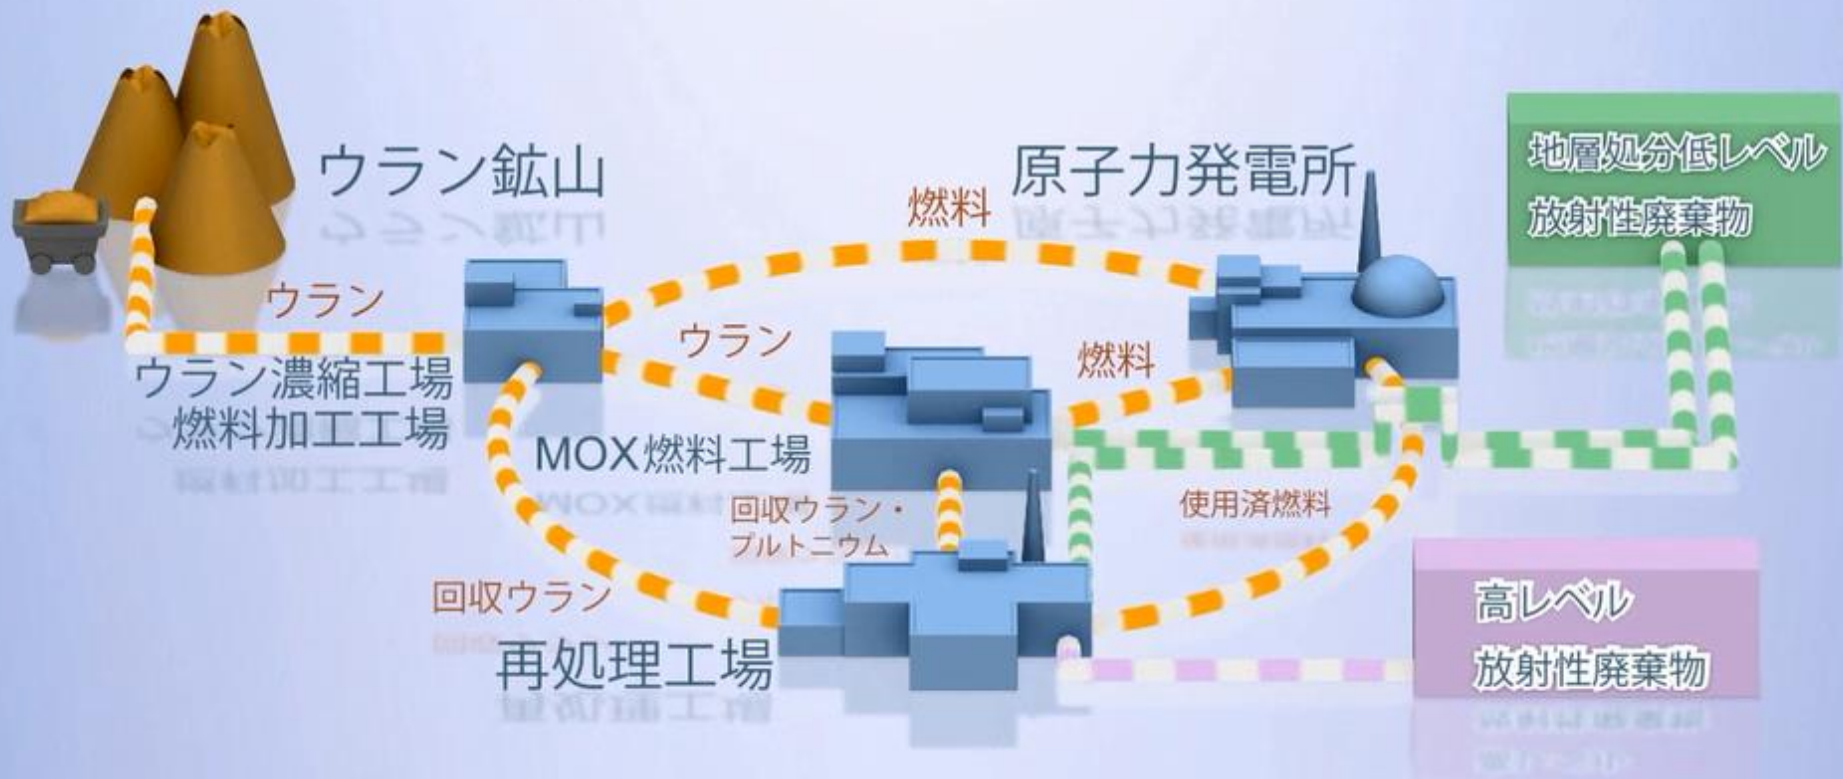 ウラン鉱山
原子力発電所
燃料
地層処分低レベル
放射性廃棄物
ウラン
ウラン
燃料
ウラン濃縮工場
燃料加工工場
MOX燃料工場
回収ウラン・
プルトニウム
使用済燃料
回収ウラン
再処理工場
高レベル
放射性廃棄物